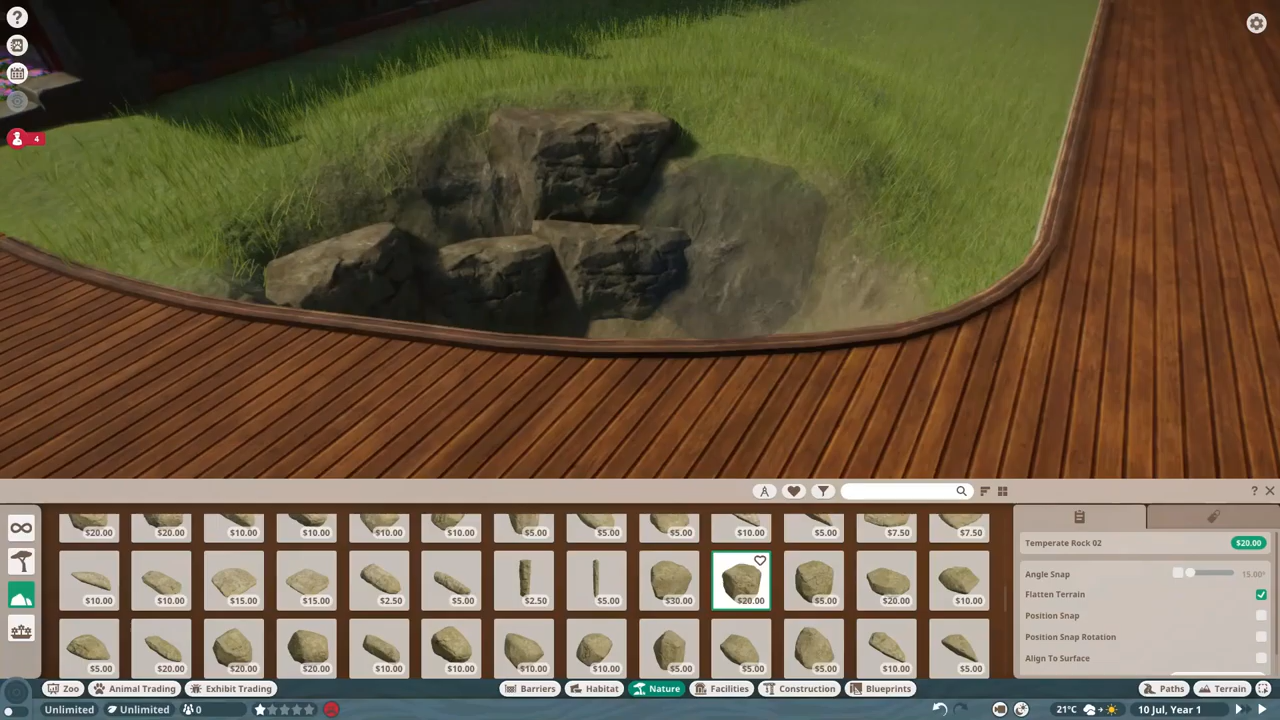 ?
4
? ×
$20.00 $20.00 $10.00 $10.00 $10.00 $10.00 $5.00 $5.00 $5.00 $10.00 $5.00 $7.50 $7.50
Temperate Rock 02 $20.00
Angle Snap 15.00°
Flatten Terrain
$10.00 $10.00 $15.00 $15.00 $2.50 $5.00 $2.50 $5.00 $30.00 $20.00 $5.00 $20.00 $10.00
Position Snap
Position Snap Rotation
Align To Surface
$5.00 $20.00 $20.00 $20.00 $10.00 $10.00 $10.00 $10.00 $5.00 $5.00 $5.00 $10.00 $5.00
Zoo Animal Trading Exhibit Trading Barriers Habitat Nature Facilities Construction Blueprints Paths Terrain
Unlimited Unlimited 0 21°C 10 Jul, Year 1